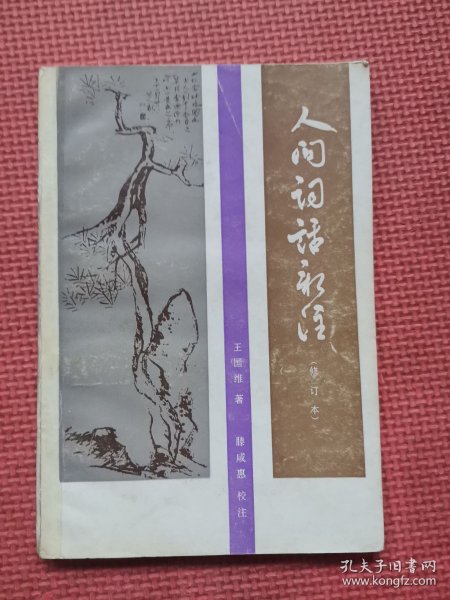 人间词话新注
(修订本)
王国维 著 滕咸惠 校注
孔夫子旧书网
www.kongfz.com